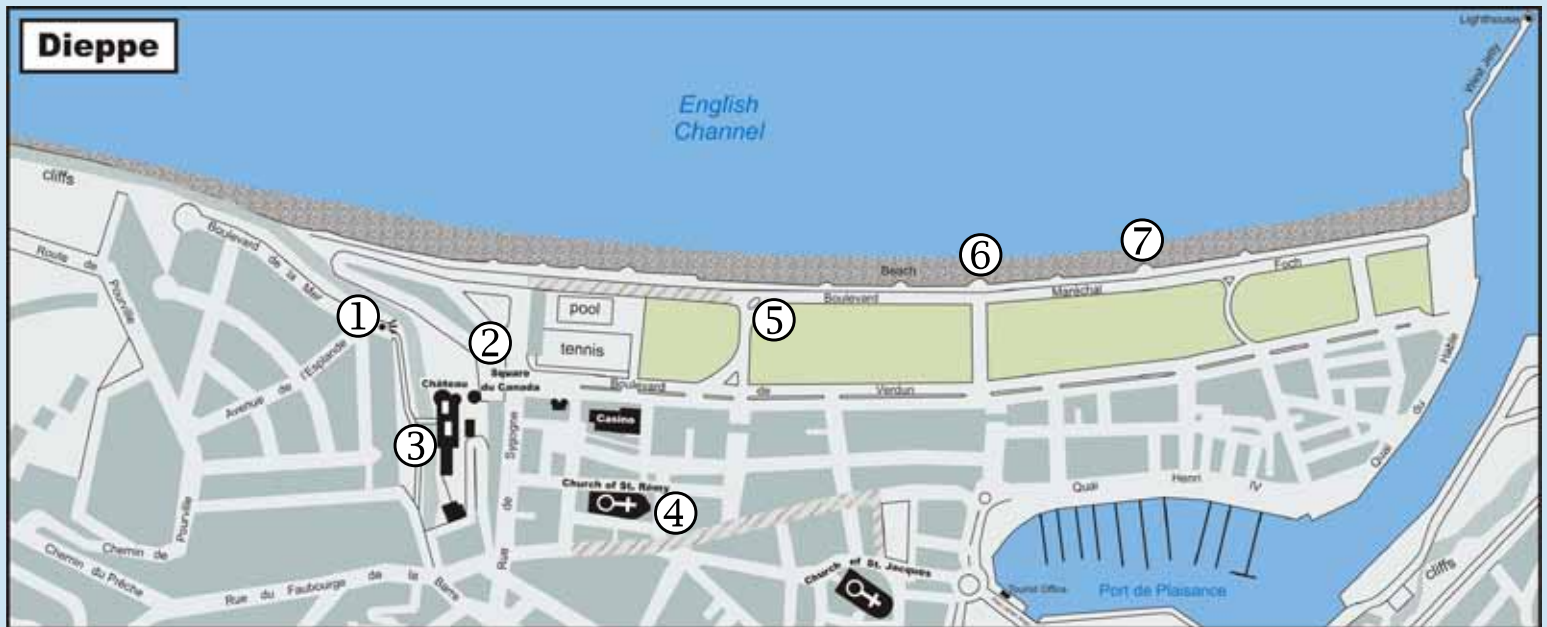 Dieppe
Lighthouse
West Jetty
English
Channel
cliffs
Route de
Pourville
Boulevard de la Mer
⑦
⑥
Beach
Boulevard Maréchal Foch
①
②
pool
tennis
⑤
Avenue de l'Esplande
Square
du Canada
Château
Boulevard de Verdun
Casino
③
Rue de Sygogne
Church of St. Rémy
④
Quai du Hable
Quai Henri IV
Pourville
Chemin de
Chemin du Prêche
Rue du Faubourge de la Barre
Church of St. Jacques
Tourist Office
Port de Plaisance
cliffs